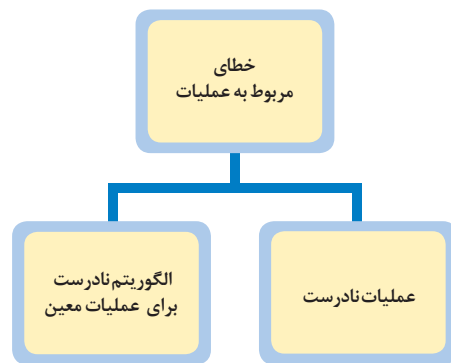 خطای
مربوط به عملیات
عملیات نادرست
الگوریتم نادرست
برای عملیات معین